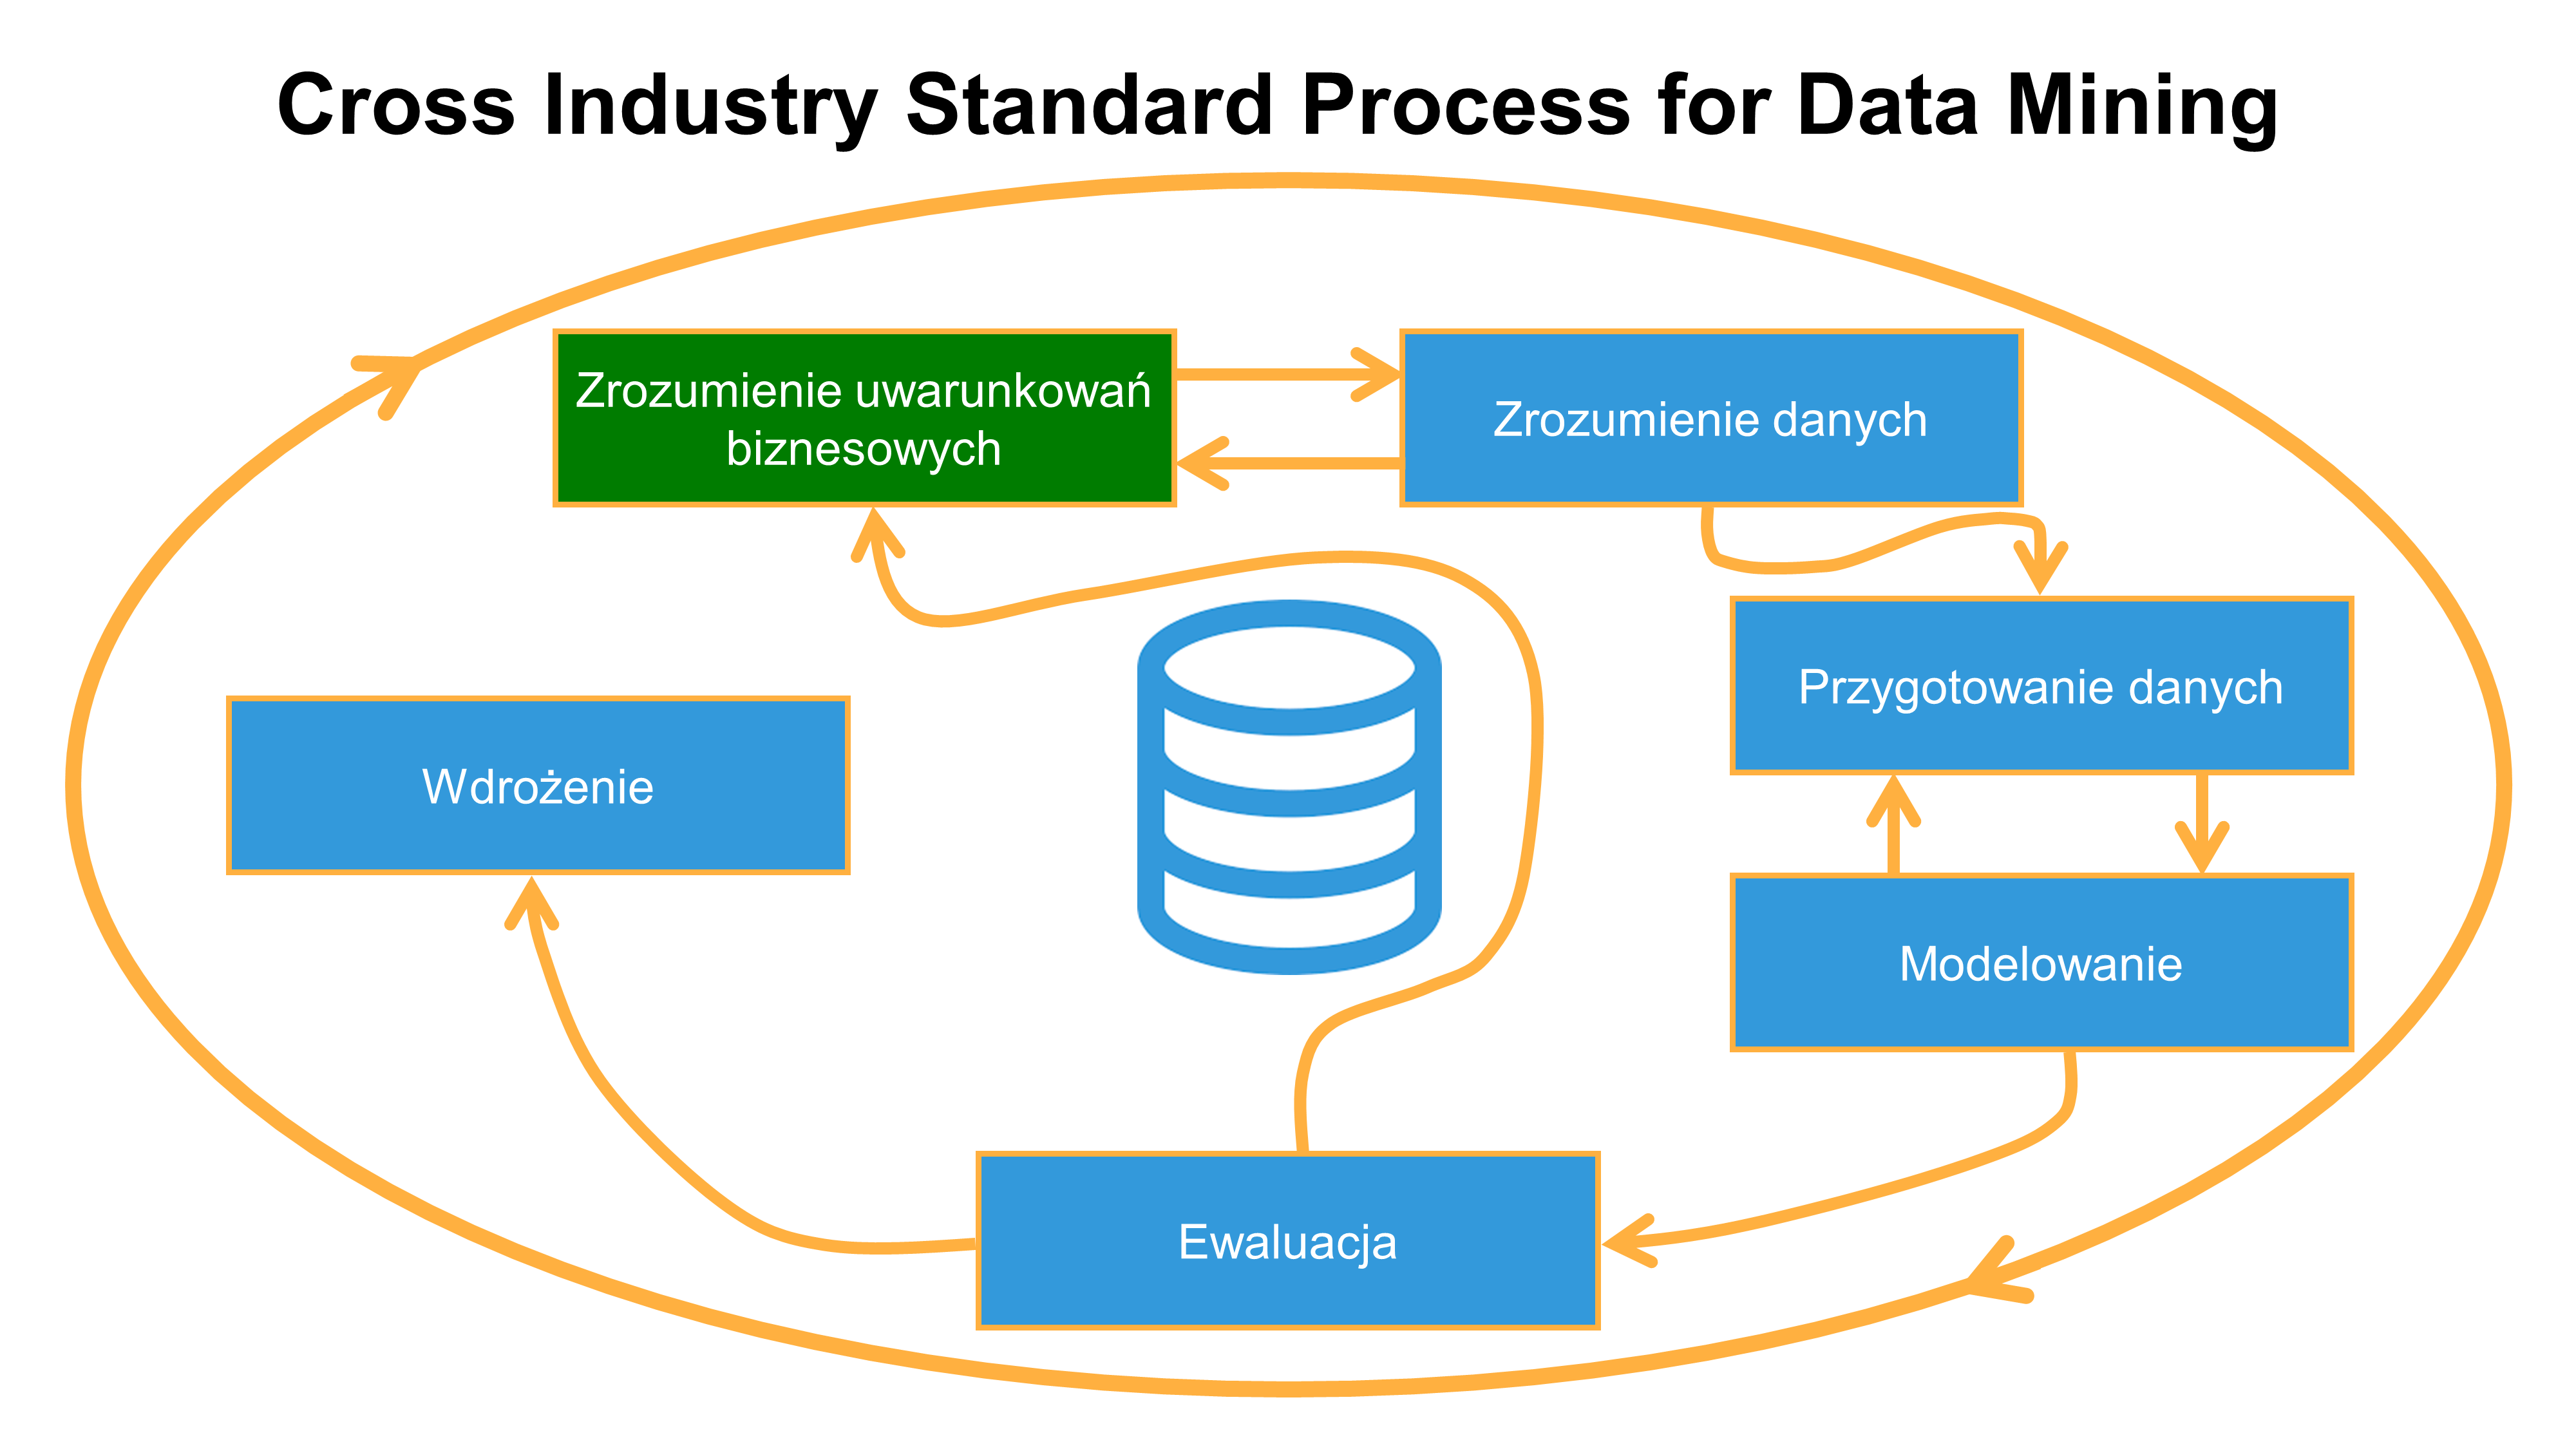 Cross Industry Standard Process for Data Mining
Zrozumienie uwarunkowań
biznesowych
Zrozumienie danych
Przygotowanie danych
Wdrożenie
Modelowanie
Ewaluacja